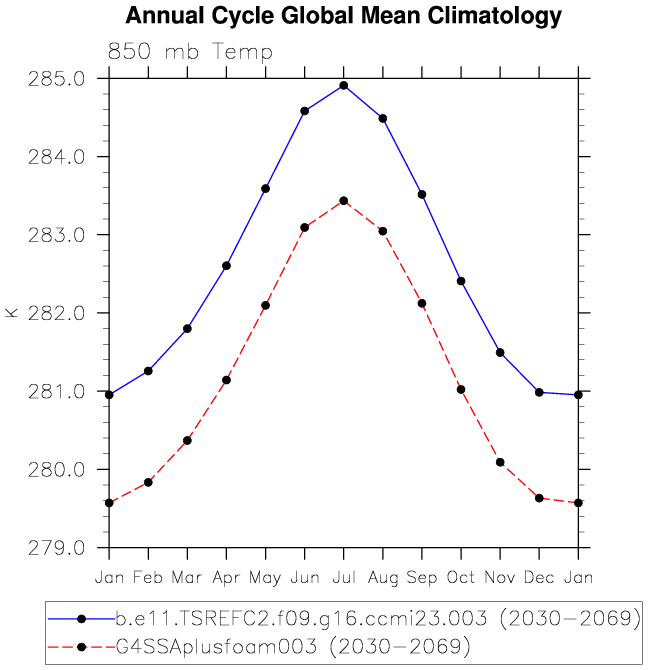 Annual Cycle Global Mean Climatology
850 mb Temp
285.0
284.0
283.0
282.0
281.0
280.0
279.0
K
Jan Feb Mar Apr May Jun Jul Aug Sep Oct Nov Dec Jan
b.e11.TSREFC2.f09.g16.ccmi23.003 (2030-2069)
G4SSAplusfoam003 (2030-2069)